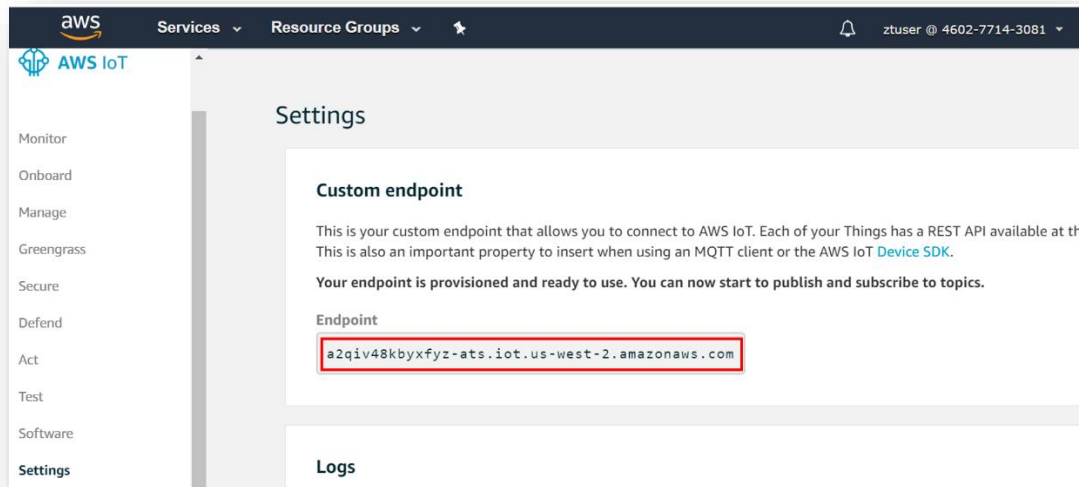 aws Services Resource Groups ztuser @ 4602-7714-3081
AWS IoT
Monitor
Onboard
Manage
Greengrass
Secure
Defend
Act
Test
Software
Settings
Settings
Custom endpoint
This is your custom endpoint that allows you to connect to AWS IoT. Each of your Things has a REST API available at th
This is also an important property to insert when using an MQTT client or the AWS IoT Device SDK.
Your endpoint is provisioned and ready to use. You can now start to publish and subscribe to topics.
Endpoint
a2qiv48kbyxfyz-ats.iot.us-west-2.amazonaws.com
Logs